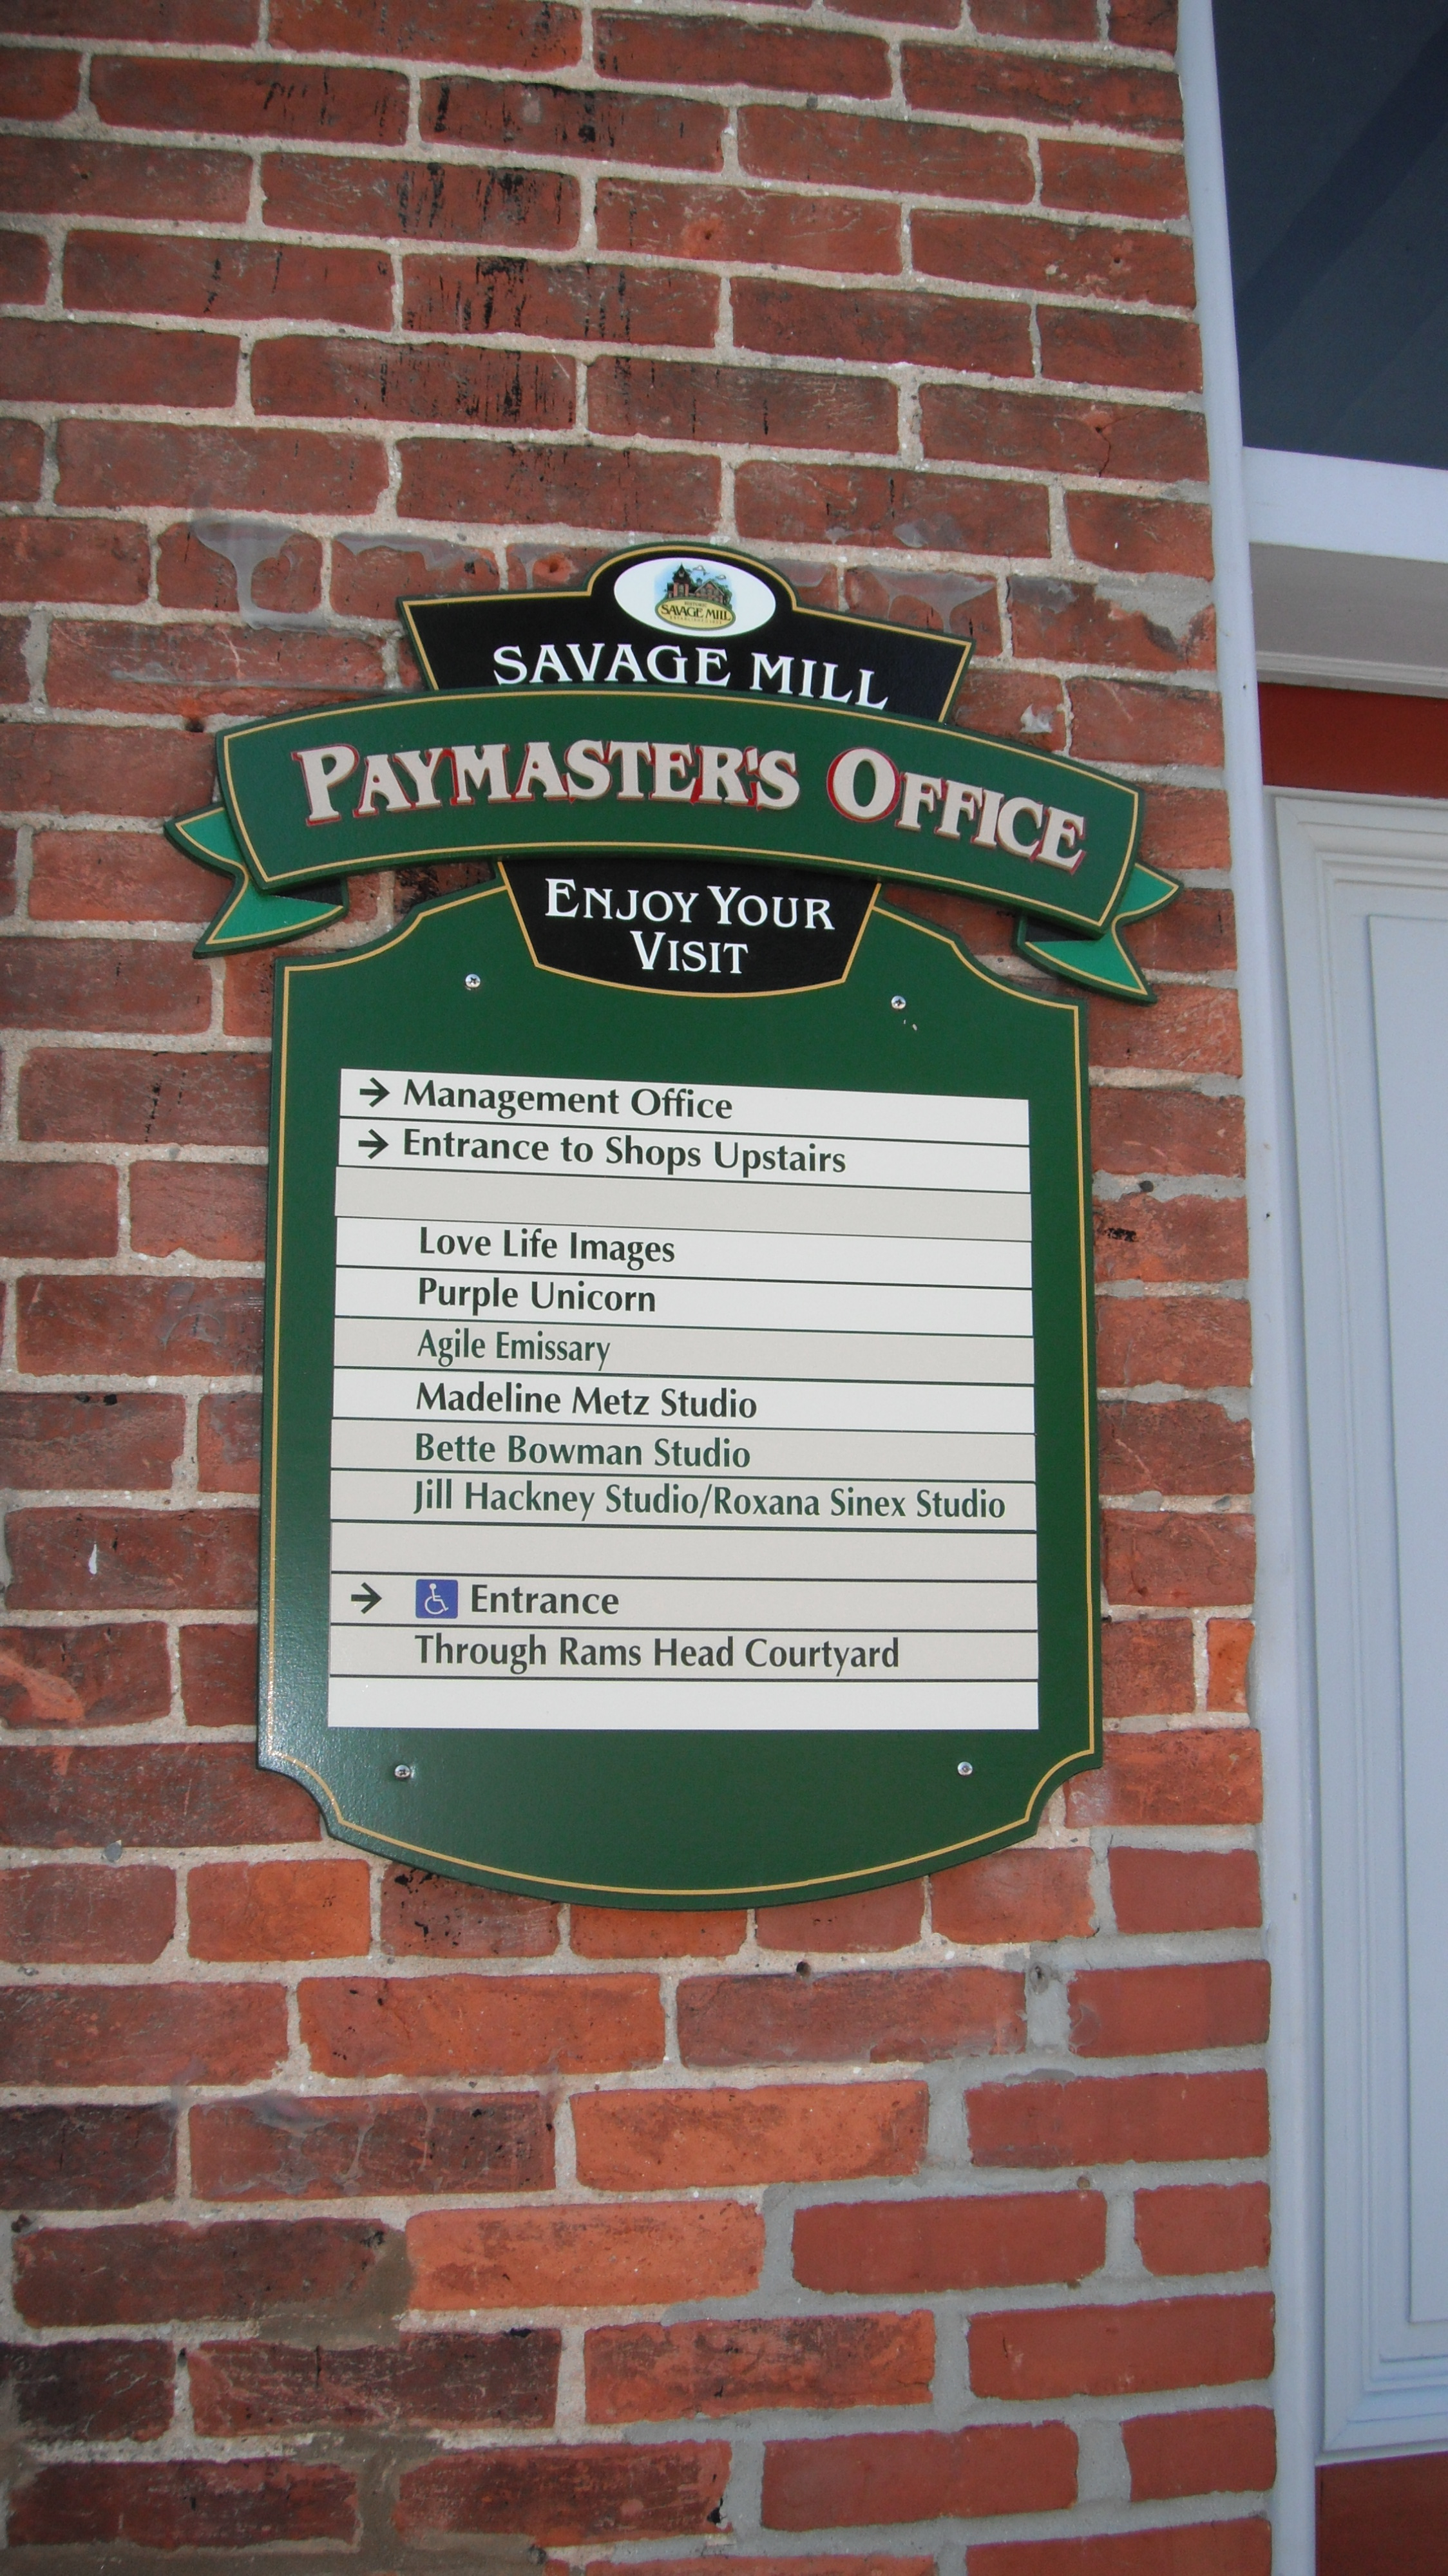 SAVAGE MILL
SAVAGE MILL
PAYMASTER'S OFFICE
ENJOY YOUR
VISIT
→ Management Office
→ Entrance to Shops Upstairs
Love Life Images
Purple Unicorn
Agile Emissary
Madeline Metz Studio
Bette Bowman Studio
Jill Hackney Studio/Roxana Sinex Studio
→ ♿ Entrance
Through Rams Head Courtyard